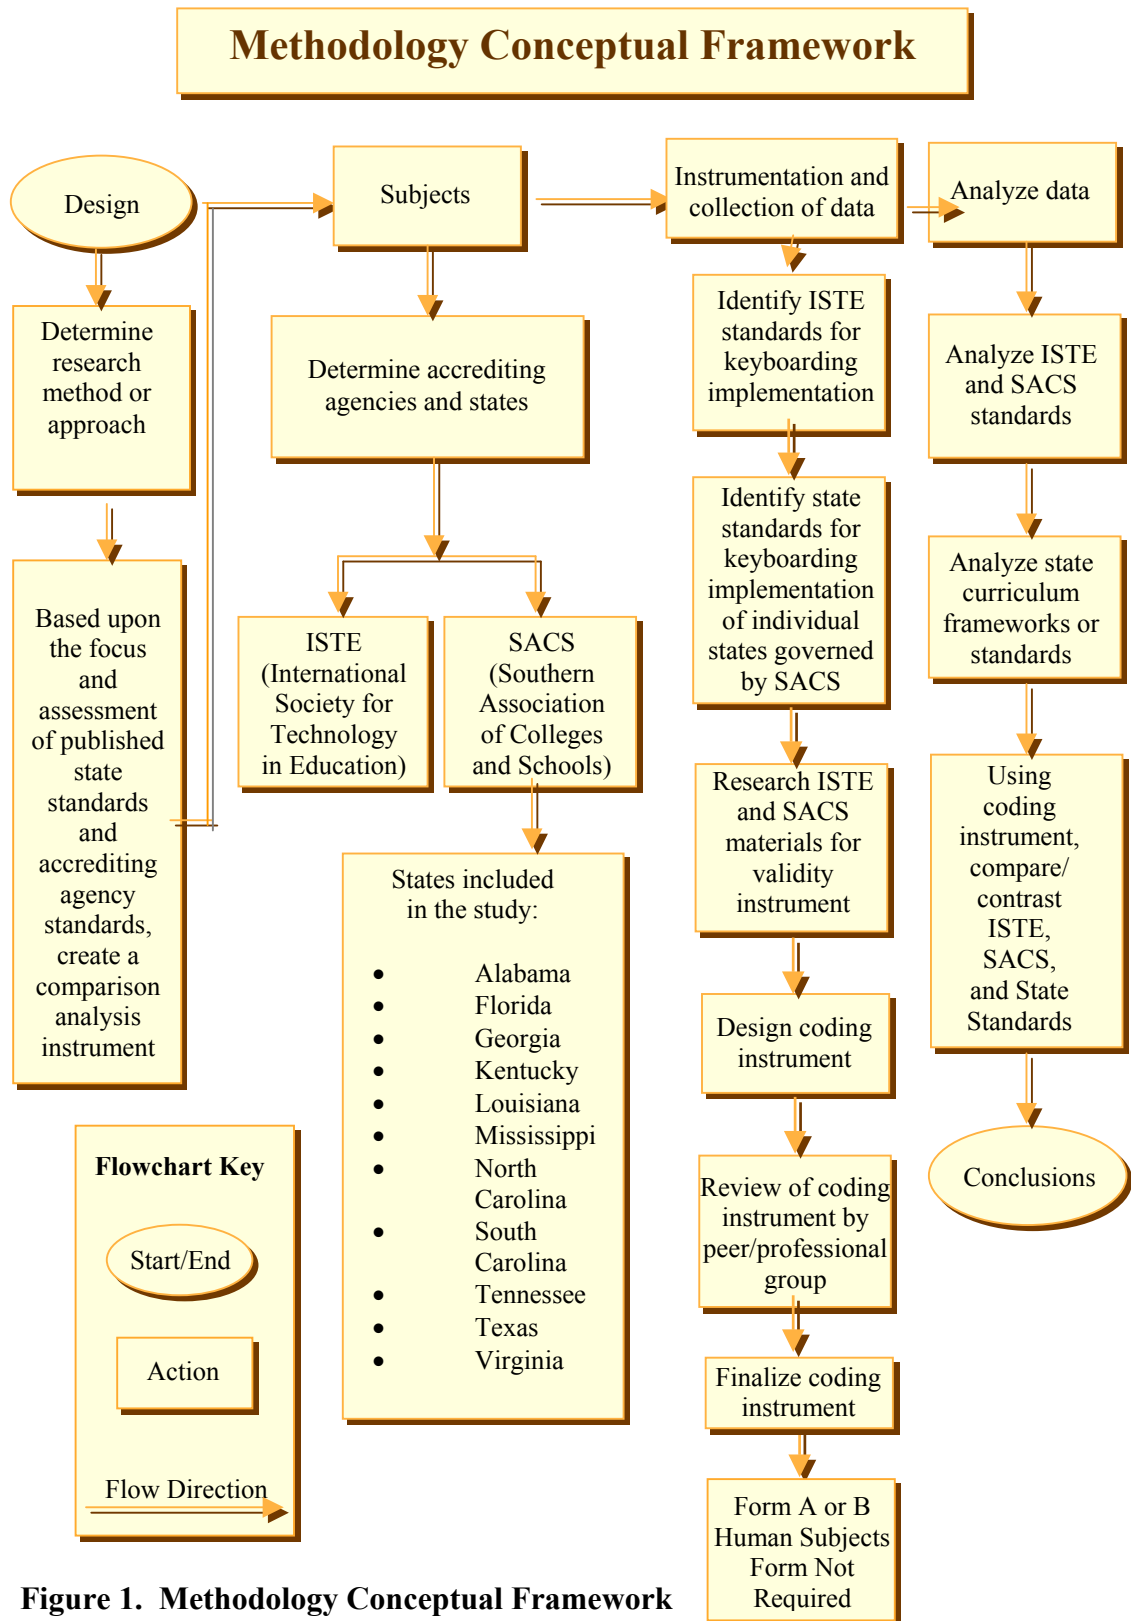 Methodology Conceptual Framework
Design
Determine
research
method or
approach
Based upon
the focus
and
assessment
of published
state
standards
and
accrediting
agency
standards,
create a
comparison
analysis
instrument
Flowchart Key
Start/End
Action
Flow Direction
Subjects
Determine accrediting
agencies and states
ISTE
(International
Society for
Technology
in Education)
SACS
(Southern
Association
of Colleges
and Schools)
States included
in the study:
• Alabama
• Florida
• Georgia
• Kentucky
• Louisiana
• Mississippi
• North
Carolina
• South
Carolina
• Tennessee
• Texas
• Virginia
Instrumentation and
collection of data
Identify ISTE
standards for
keyboarding
implementation
Identify state
standards for
keyboarding
implementation
of individual
states governed
by SACS
Research ISTE
and SACS
materials for
validity
instrument
Design coding
instrument
Review of coding
instrument by
peer/professional
group
Finalize coding
instrument
Form A or B
Human Subjects
Form Not
Required
Analyze data
Analyze ISTE
and SACS
standards
Analyze state
curriculum
frameworks or
standards
Using
coding
instrument,
compare/
contrast
ISTE,
SACS,
and State
Standards
Conclusions
Figure 1. Methodology Conceptual Framework